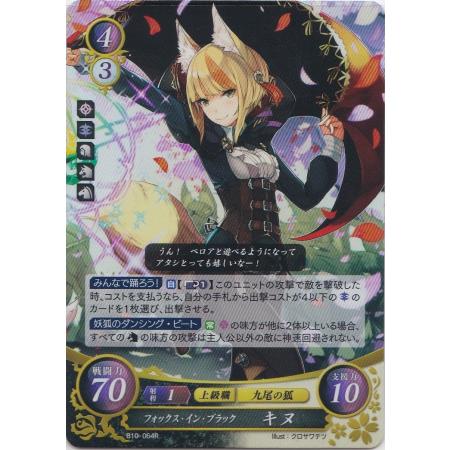 4
3
うん! ベロアと遊べるようになって
アタシとっても嬉しいなー!
みんなで踊ろう! 自 [1] このユニットの攻撃で敵を撃破した
時、コストを支払うなら、自分の手札から出撃コストが4以下の
のカードを1枚選び、出撃させる。
妖狐のダンシング・ビート 常 の味方が他に2体以上いる場合、
すべての の味方の攻撃は主人公以外の敵に神速回避されない。
戦闘力
70
射程 1
上級職
九尾の狐
支援力
10
フォックス・イン・ブラック キヌ
B10-064R
Illust:クロサワテツ